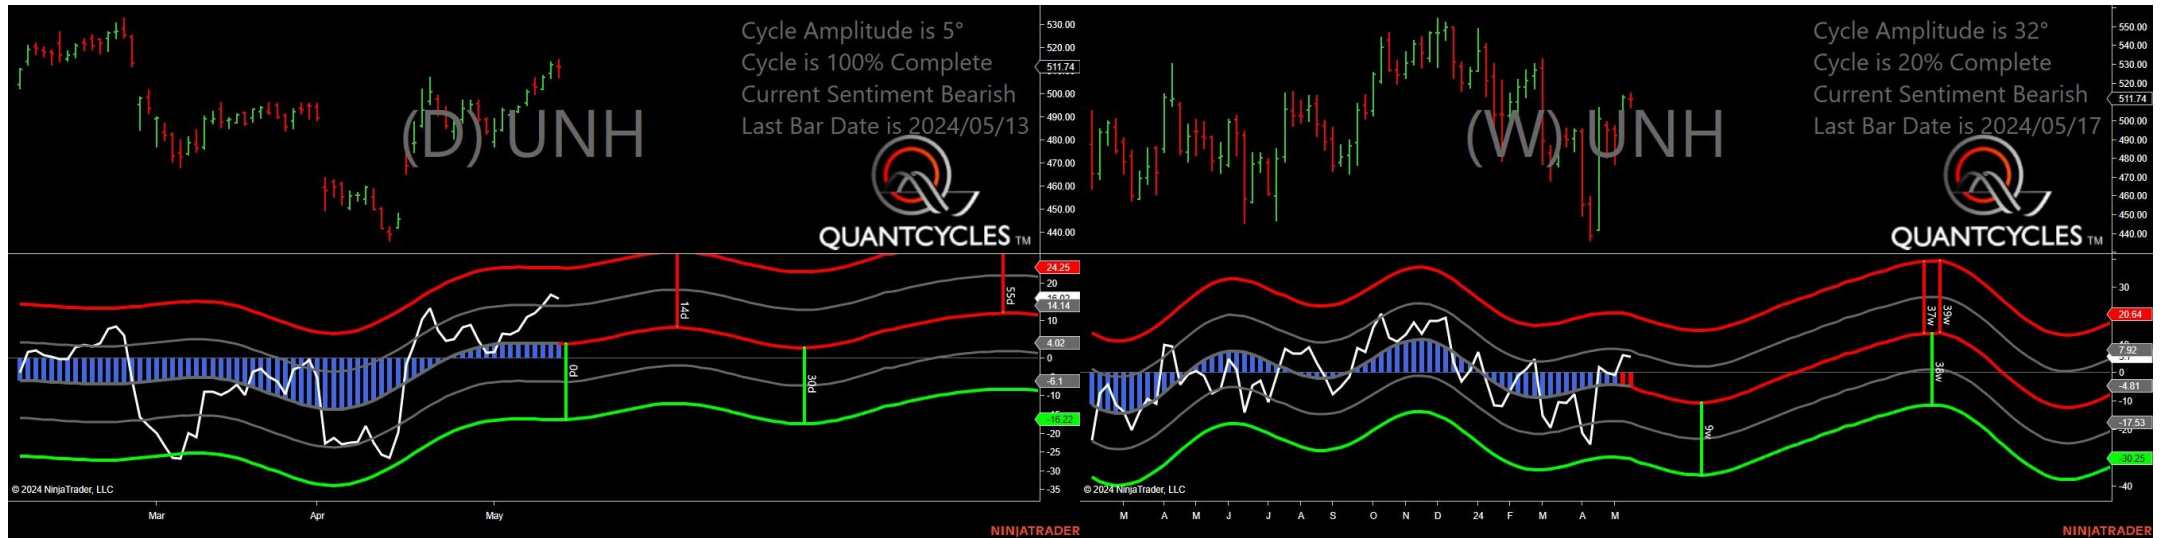 Cycle Amplitude is 5°
Cycle is 100% Complete
Current Sentiment Bearish
Last Bar Date is 2024/05/13
(D) UNH
QUANTCYCLES TM
530.00
520.00
511.74
500.00
490.00
480.00
470.00
460.00
450.00
440.00
24.25
20
14.14
10
4.02
0
-6.1
-10
-16.22
-20
-25
-30
-35
0d
14d
30d
55d
© 2024 NinjaTrader, LLC
Mar Apr May
NINJATRADER
Cycle Amplitude is 32°
Cycle is 20% Complete
Current Sentiment Bearish
Last Bar Date is 2024/05/17
(W) UNH
QUANTCYCLES TM
550.00
540.00
530.00
520.00
511.74
500.00
490.00
480.00
470.00
460.00
450.00
440.00
30
20.64
7.92
0
-4.81
-10
-17.53
-30.25
-40
9w
37w
39w
38w
© 2024 NinjaTrader, LLC
M A M J J A S O N D 24 F M A M
NINJATRADER